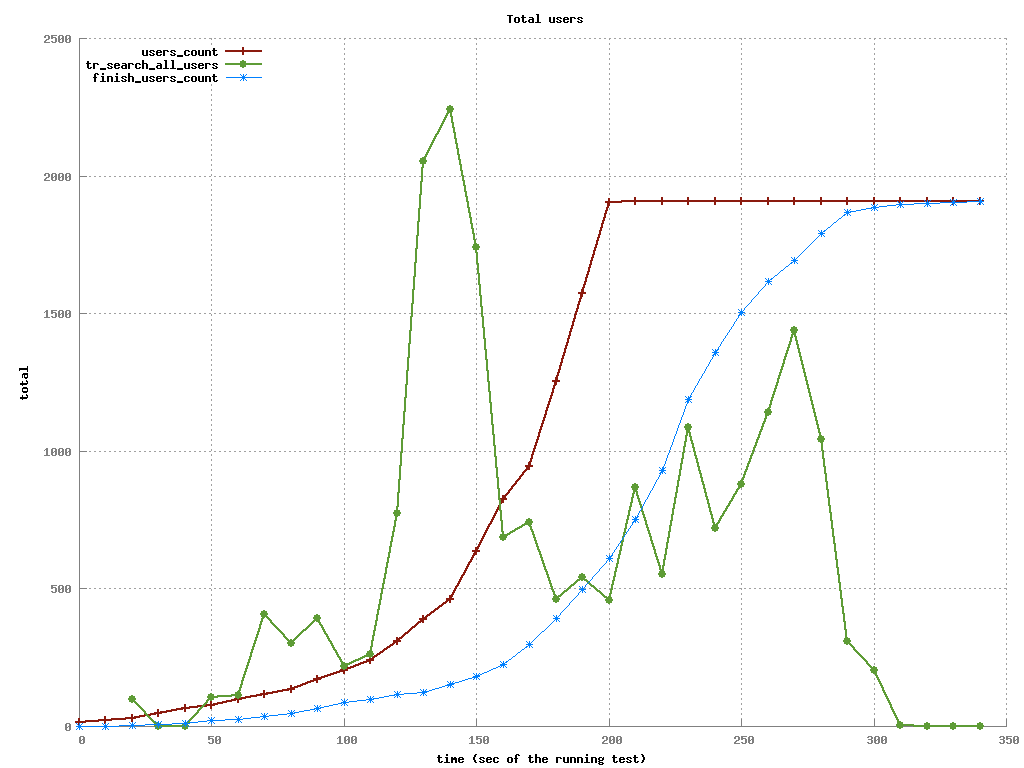 Total users
users_count
tr_search_all_users
finish_users_count
2500
2000
1500
1000
500
0
total
0 50 100 150 200 250 300 350
time (sec of the running test)